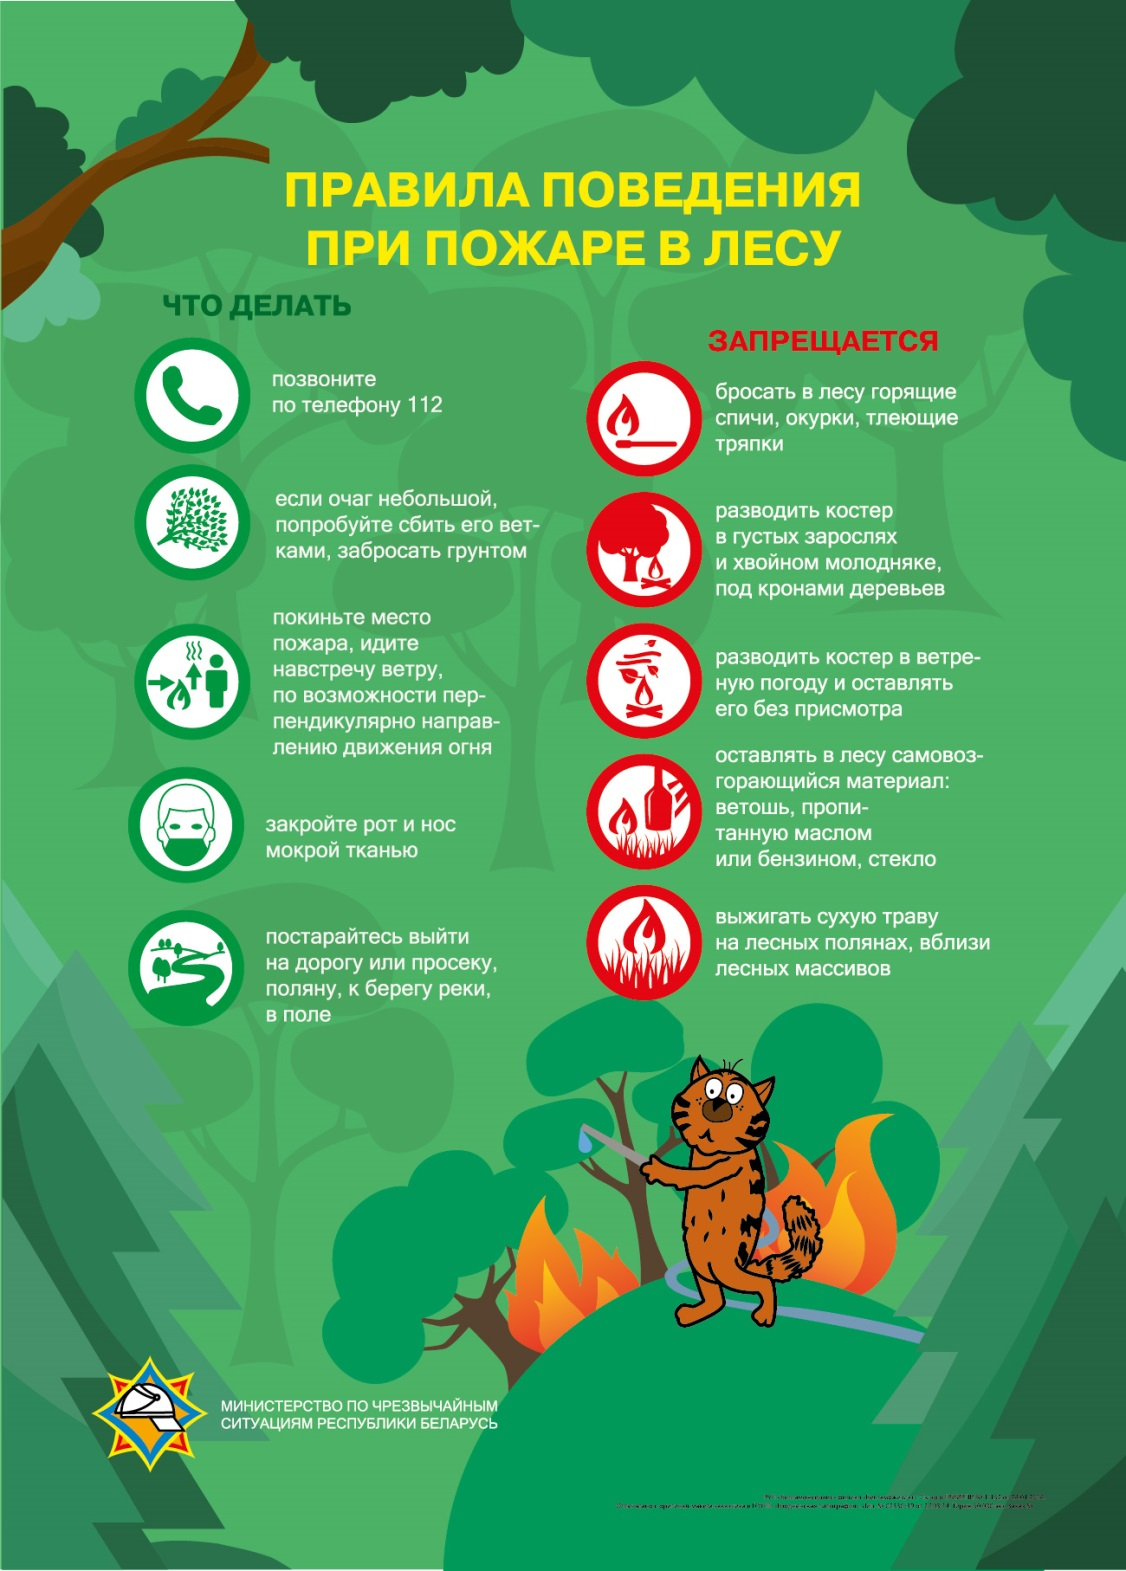 ПРАВИЛА ПОВЕДЕНИЯ
ПРИ ПОЖАРЕ В ЛЕСУ
ЧТО ДЕЛАТЬ
позвоните
по телефону 112
если очаг небольшой,
попробуйте сбить его вет-
ками, забросать грунтом
покиньте место
пожара, идите
навстречу ветру,
по возможности пер-
пендикулярно направ-
лению движения огня
закройте рот и нос
мокрой тканью
постарайтесь выйти
на дорогу или просеку,
поляну, к берегу реки,
в поле
ЗАПРЕЩАЕТСЯ
бросать в лесу горящие
спичи, окурки, тлеющие
тряпки
разводить костер
в густых зарослях
и хвойном молодняке,
под кронами деревьев
разводить костер в ветре-
ную погоду и оставлять
его без присмотра
оставлять в лесу самовоз-
горающийся материал:
ветошь, пропи-
танную маслом
или бензином, стекло
выжигать сухую траву
на лесных полянах, вблизи
лесных массивов
МИНИСТЕРСТВО ПО ЧРЕЗВЫЧАЙНЫМ
СИТУАЦИЯМ РЕСПУБЛИКИ БЕЛАРУСЬ